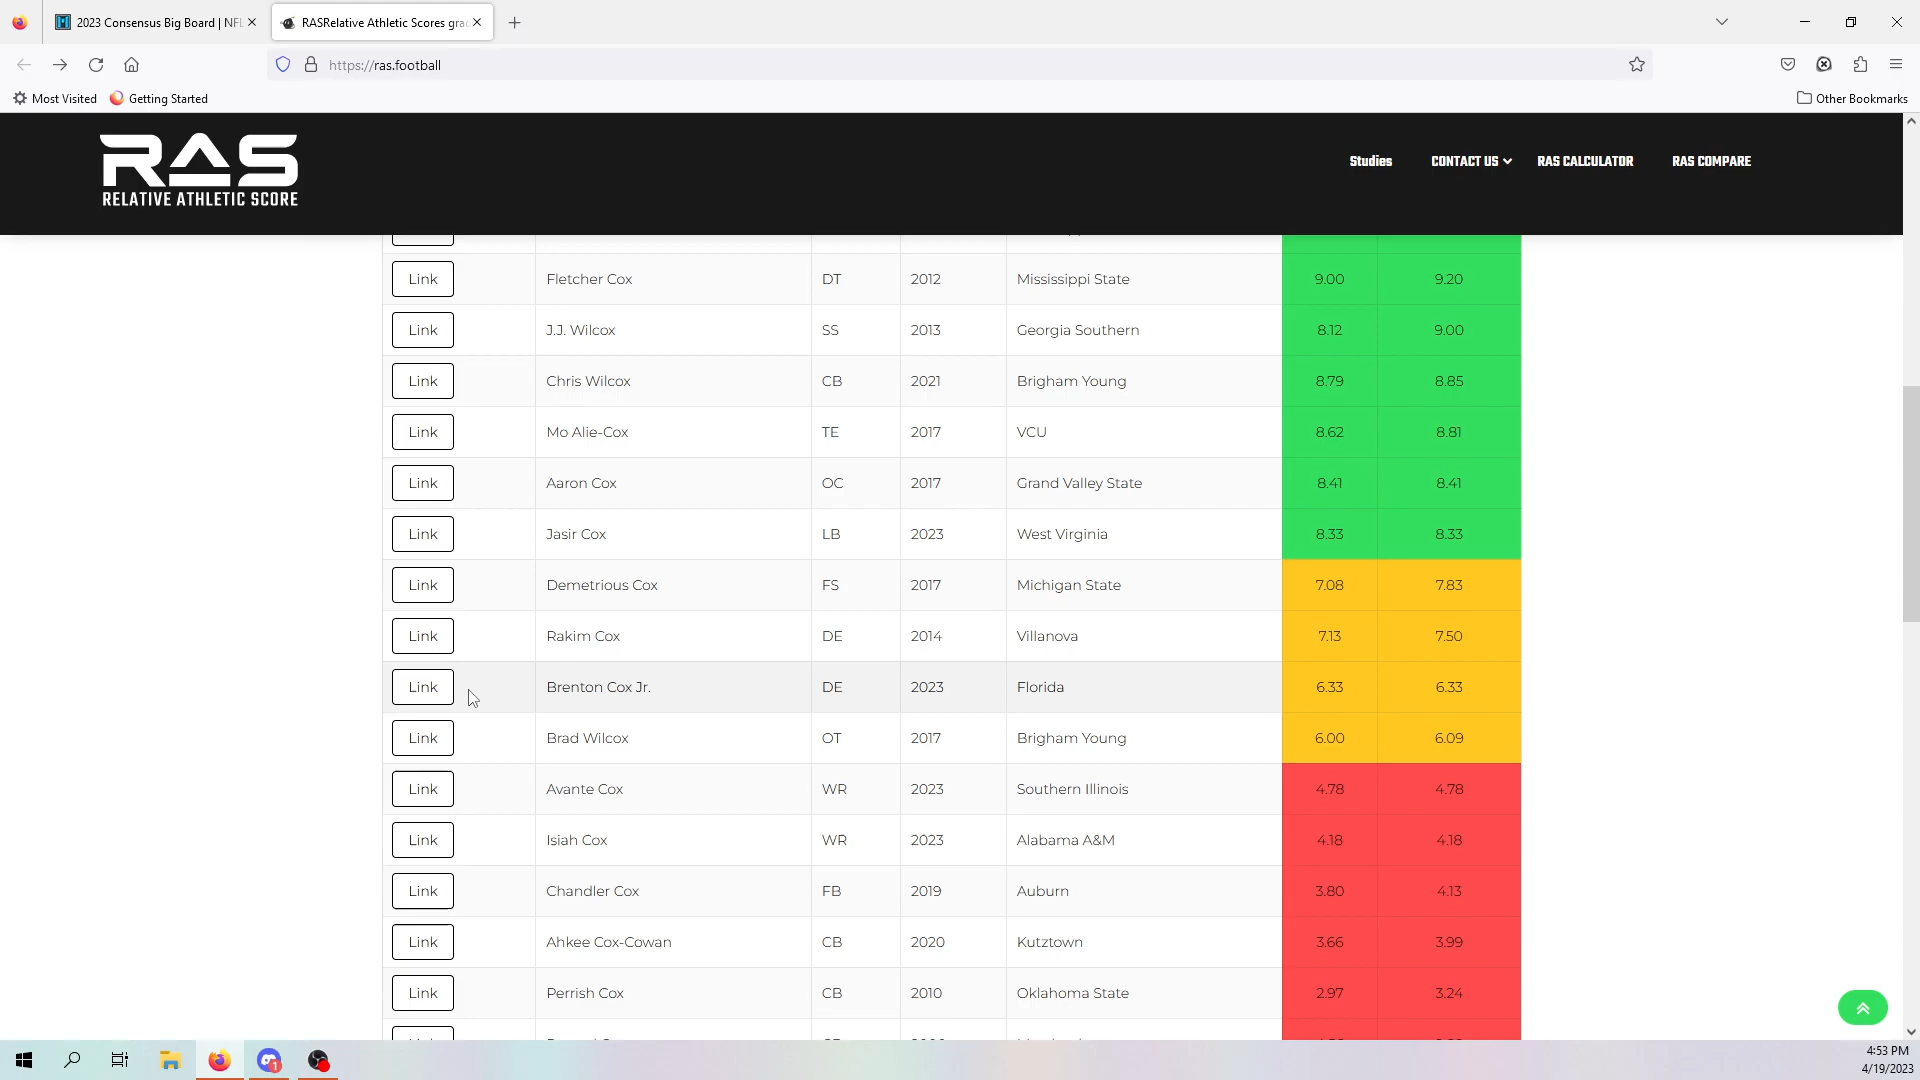 2023 Consensus Big Board | NFL
RASRelative Athletic Scores grad
https://ras.football
Most Visited
Getting Started
Other Bookmarks
RAS
RELATIVE ATHLETIC SCORE
Studies
CONTACT US
RAS CALCULATOR
RAS COMPARE
Link Fletcher Cox DT 2012 Mississippi State 9.00 9.20
Link J.J. Wilcox SS 2013 Georgia Southern 8.12 9.00
Link Chris Wilcox CB 2021 Brigham Young 8.79 8.85
Link Mo Alie-Cox TE 2017 VCU 8.62 8.81
Link Aaron Cox OC 2017 Grand Valley State 8.41 8.41
Link Jasir Cox LB 2023 West Virginia 8.33 8.33
Link Demetrious Cox FS 2017 Michigan State 7.08 7.83
Link Rakim Cox DE 2014 Villanova 7.13 7.50
Link Brenton Cox Jr. DE 2023 Florida 6.33 6.33
Link Brad Wilcox OT 2017 Brigham Young 6.00 6.09
Link Avante Cox WR 2023 Southern Illinois 4.78 4.78
Link Isiah Cox WR 2023 Alabama A&M 4.18 4.18
Link Chandler Cox FB 2019 Auburn 3.80 4.13
Link Ahkee Cox-Cowan CB 2020 Kutztown 3.66 3.99
Link Perrish Cox CB 2010 Oklahoma State 2.97 3.24
1
4:53 PM
4/19/2023